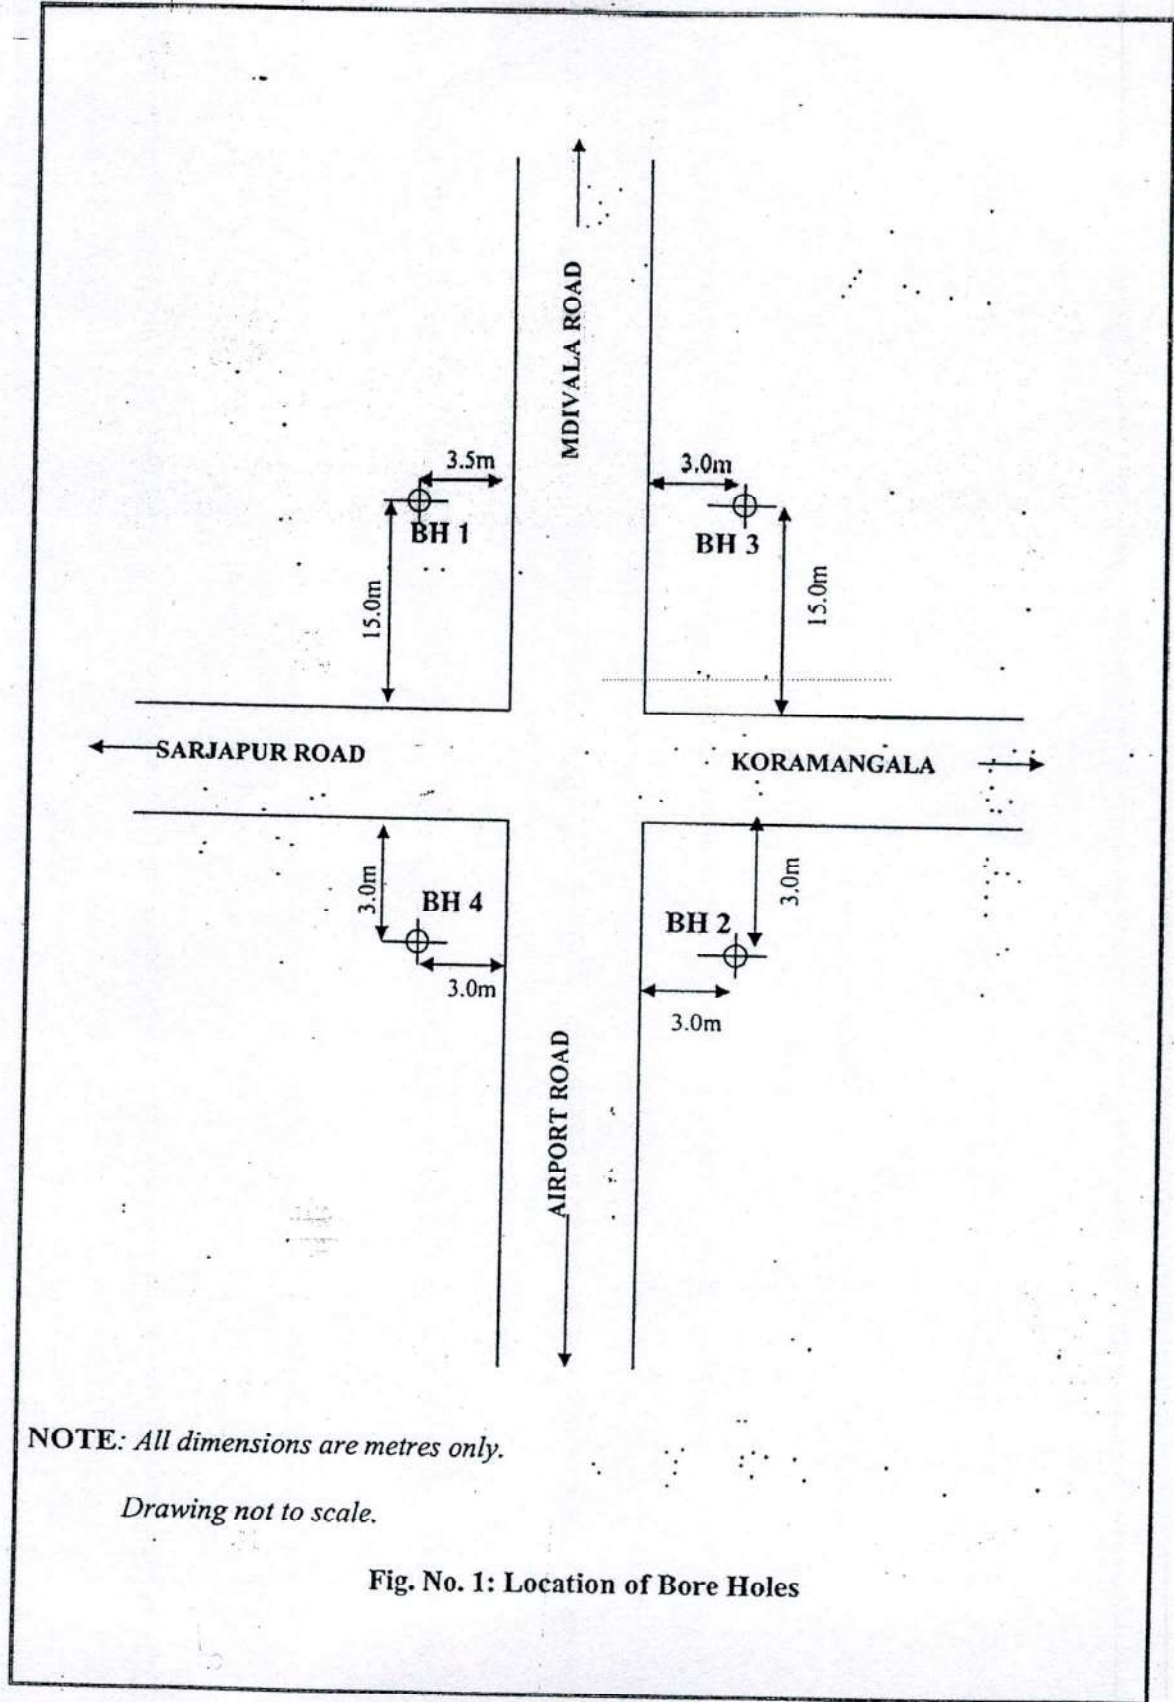 MDIVALA ROAD
3.5m
3.0m
BH 1
BH 3
15.0m
15.0m
SARJAPUR ROAD
KORAMANGALA
3.0m
3.0m
BH 4
BH 2
3.0m
3.0m
AIRPORT ROAD
NOTE: All dimensions are metres only.
Drawing not to scale.
Fig. No. 1: Location of Bore Holes